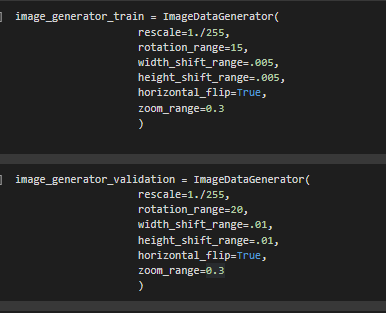 ]  image_generator_train = ImageDataGenerator(
                      rescale=1./255,
                      rotation_range=15,
                      width_shift_range=.005,
                      height_shift_range=.005,
                      horizontal_flip=True,
                      zoom_range=0.3
                      )
]  image_generator_validation = ImageDataGenerator(
                      rescale=1./255,
                      rotation_range=20,
                      width_shift_range=.01,
                      height_shift_range=.01,
                      horizontal_flip=True,
                      zoom_range=0.3
                      )